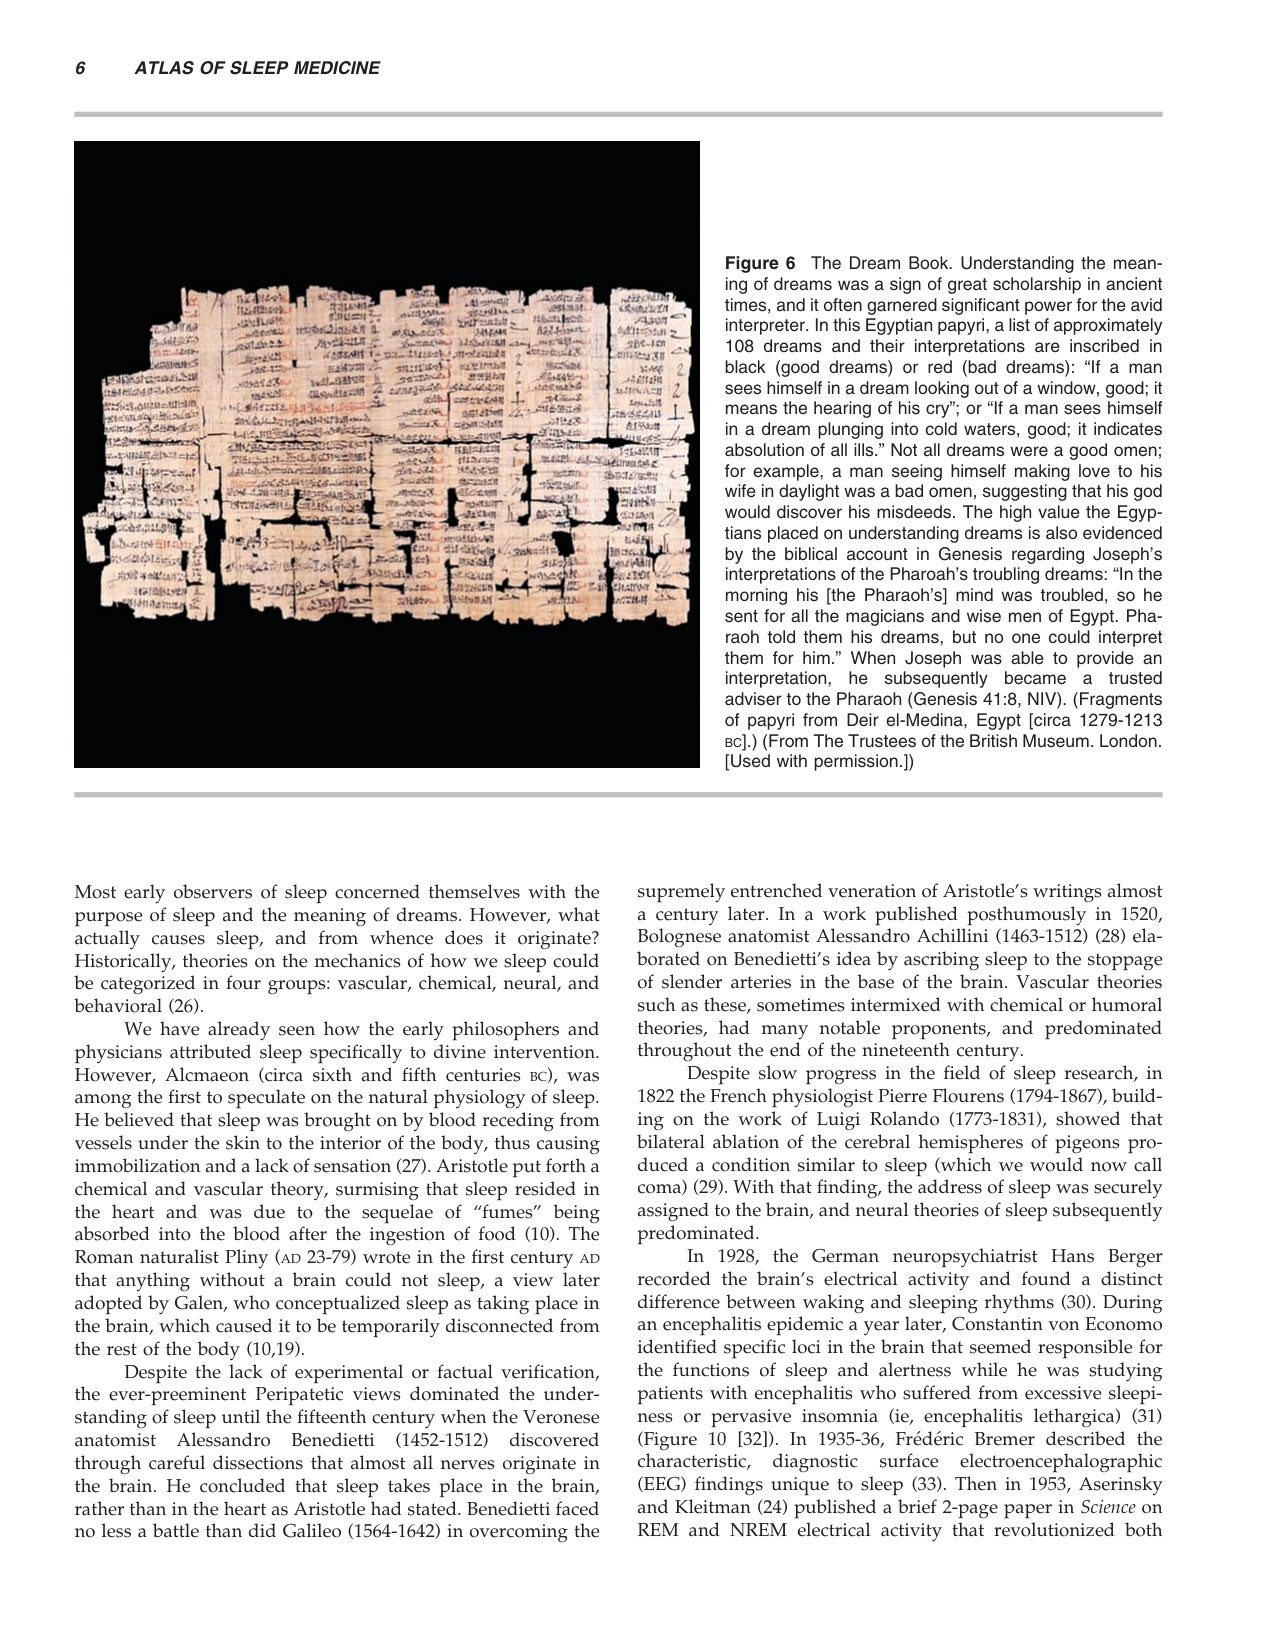 6 ATLAS OF SLEEP MEDICINE
Figure 6 The Dream Book. Understanding the mean-
ing of dreams was a sign of great scholarship in ancient
times, and it often garnered significant power for the avid
interpreter. In this Egyptian papyri, a list of approximately
108 dreams and their interpretations are inscribed in
black (good dreams) or red (bad dreams): “If a man
sees himself in a dream looking out of a window, good; it
means the hearing of his cry”; or “If a man sees himself
in a dream plunging into cold waters, good; it indicates
absolution of all ills.” Not all dreams were a good omen;
for example, a man seeing himself making love to his
wife in daylight was a bad omen, suggesting that his god
would discover his misdeeds. The high value the Egyp-
tians placed on understanding dreams is also evidenced
by the biblical account in Genesis regarding Joseph’s
interpretations of the Pharoah’s troubling dreams: “In the
morning his [the Pharaoh’s] mind was troubled, so he
sent for all the magicians and wise men of Egypt. Pha-
raoh told them his dreams, but no one could interpret
them for him.” When Joseph was able to provide an
interpretation, he subsequently became a trusted
adviser to the Pharaoh (Genesis 41:8, NIV). (Fragments
of papyri from Deir el-Medina, Egypt [circa 1279-1213
BC].) (From The Trustees of the British Museum. London.
[Used with permission.])
Most early observers of sleep concerned themselves with the
purpose of sleep and the meaning of dreams. However, what
actually causes sleep, and from whence does it originate?
Historically, theories on the mechanics of how we sleep could
be categorized in four groups: vascular, chemical, neural, and
behavioral (26).
We have already seen how the early philosophers and
physicians attributed sleep specifically to divine intervention.
However, Alcmaeon (circa sixth and fifth centuries BC), was
among the first to speculate on the natural physiology of sleep.
He believed that sleep was brought on by blood receding from
vessels under the skin to the interior of the body, thus causing
immobilization and a lack of sensation (27). Aristotle put forth a
chemical and vascular theory, surmising that sleep resided in
the heart and was due to the sequelae of “fumes” being
absorbed into the blood after the ingestion of food (10). The
Roman naturalist Pliny (AD 23-79) wrote in the first century AD
that anything without a brain could not sleep, a view later
adopted by Galen, who conceptualized sleep as taking place in
the brain, which caused it to be temporarily disconnected from
the rest of the body (10,19).
Despite the lack of experimental or factual verification,
the ever-preeminent Peripatetic views dominated the under-
standing of sleep until the fifteenth century when the Veronese
anatomist Alessandro Benedietti (1452-1512) discovered
through careful dissections that almost all nerves originate in
the brain. He concluded that sleep takes place in the brain,
rather than in the heart as Aristotle had stated. Benedietti faced
no less a battle than did Galileo (1564-1642) in overcoming the
supremely entrenched veneration of Aristotle’s writings almost
a century later. In a work published posthumously in 1520,
Bolognese anatomist Alessandro Achillini (1463-1512) (28) ela-
borated on Benedietti’s idea by ascribing sleep to the stoppage
of slender arteries in the base of the brain. Vascular theories
such as these, sometimes intermixed with chemical or humoral
theories, had many notable proponents, and predominated
throughout the end of the nineteenth century.
Despite slow progress in the field of sleep research, in
1822 the French physiologist Pierre Flourens (1794-1867), build-
ing on the work of Luigi Rolando (1773-1831), showed that
bilateral ablation of the cerebral hemispheres of pigeons pro-
duced a condition similar to sleep (which we would now call
coma) (29). With that finding, the address of sleep was securely
assigned to the brain, and neural theories of sleep subsequently
predominated.
In 1928, the German neuropsychiatrist Hans Berger
recorded the brain’s electrical activity and found a distinct
difference between waking and sleeping rhythms (30). During
an encephalitis epidemic a year later, Constantin von Economo
identified specific loci in the brain that seemed responsible for
the functions of sleep and alertness while he was studying
patients with encephalitis who suffered from excessive sleepi-
ness or pervasive insomnia (ie, encephalitis lethargica) (31)
(Figure 10 [32]). In 1935-36, Frédéric Bremer described the
characteristic, diagnostic surface electroencephalographic
(EEG) findings unique to sleep (33). Then in 1953, Aserinsky
and Kleitman (24) published a brief 2-page paper in Science on
REM and NREM electrical activity that revolutionized both